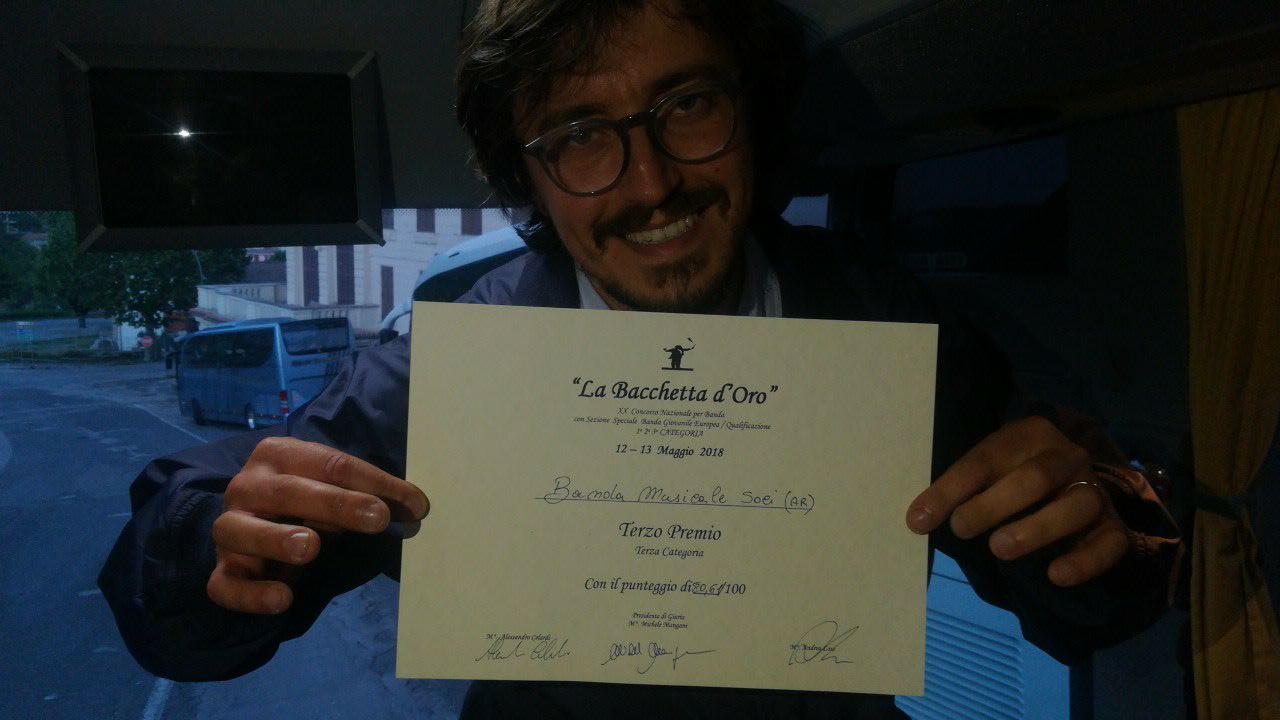 “La Bacchetta d’Oro”
XX Concorso Nazionale per Banda
con Sezione Speciale Banda Giovanile Europea / Qualificazione
1ª 2ª 3ª CATEGORIA
12 – 13 Maggio 2018
Banda Musicale Soci (AR)
Terzo Premio
Terza Categoria
Con il punteggio di 80,61/100
Presidente di Giuria
M°. Michele Mangani
M°. Alessandro Celardi
M°. Andrea